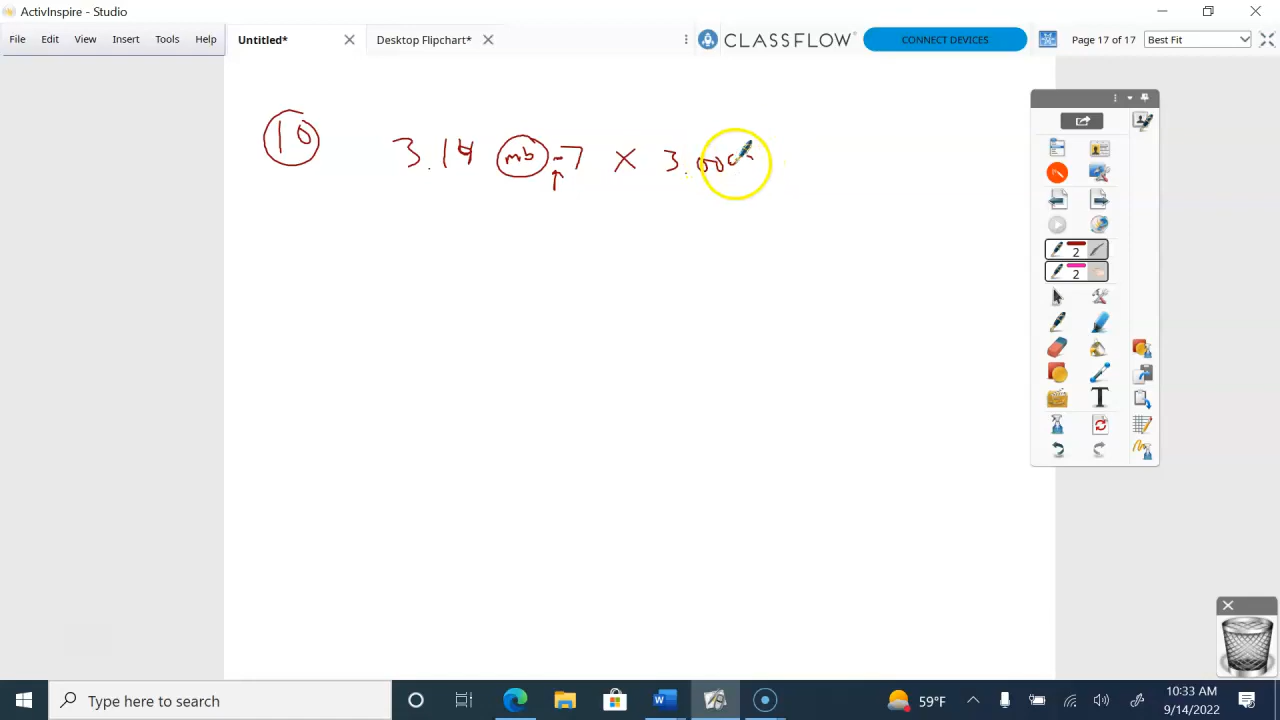 ActivInspire - Studio
File Edit View Insert Tools Help Untitled* Desktop Flipchart* CLASSFLOW CONNECT DEVICES Page 17 of 17 Best Fit
10 3.14 mb -7 X 3.000
2
2
T
Type here to search 59°F 10:33 AM
9/14/2022